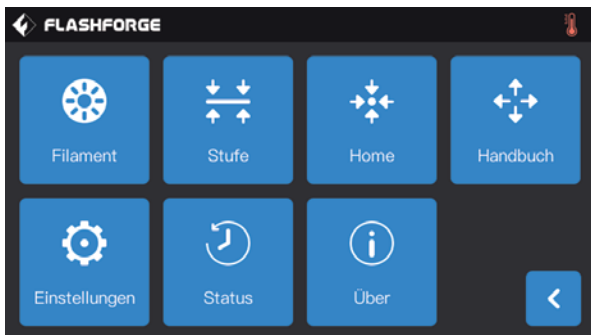 FLASHFORGE
Filament
Stufe
Home
Handbuch
Einstellungen
Status
Über